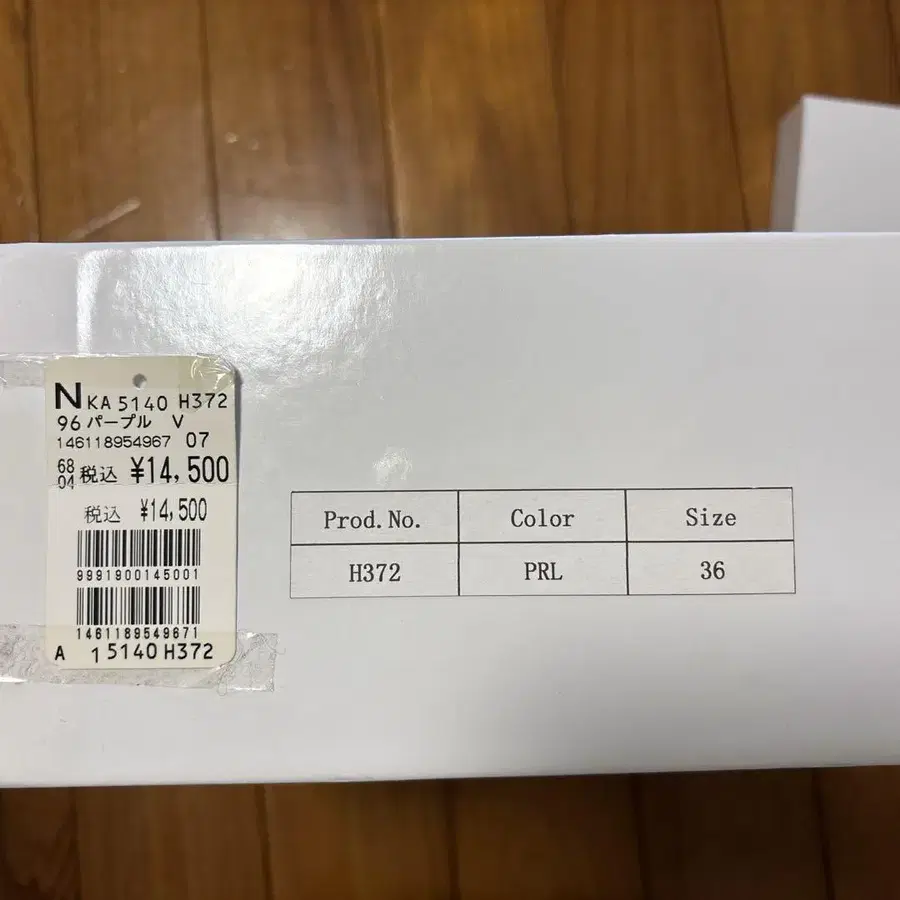 N KA 5140 H372
96 パープル V
146118954967 07
68
04 税込 ¥14,500
税込 ¥14,500
9991900145001
1461189549671
A 15140 H372
Prod.No. Color Size
H372 PRL 36